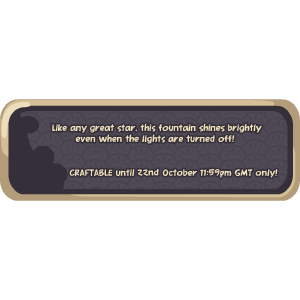 Like any great star, this fountain shines brightly
even when the lights are turned off!
CRAFTABLE until 22nd October 11:59pm GMT only!